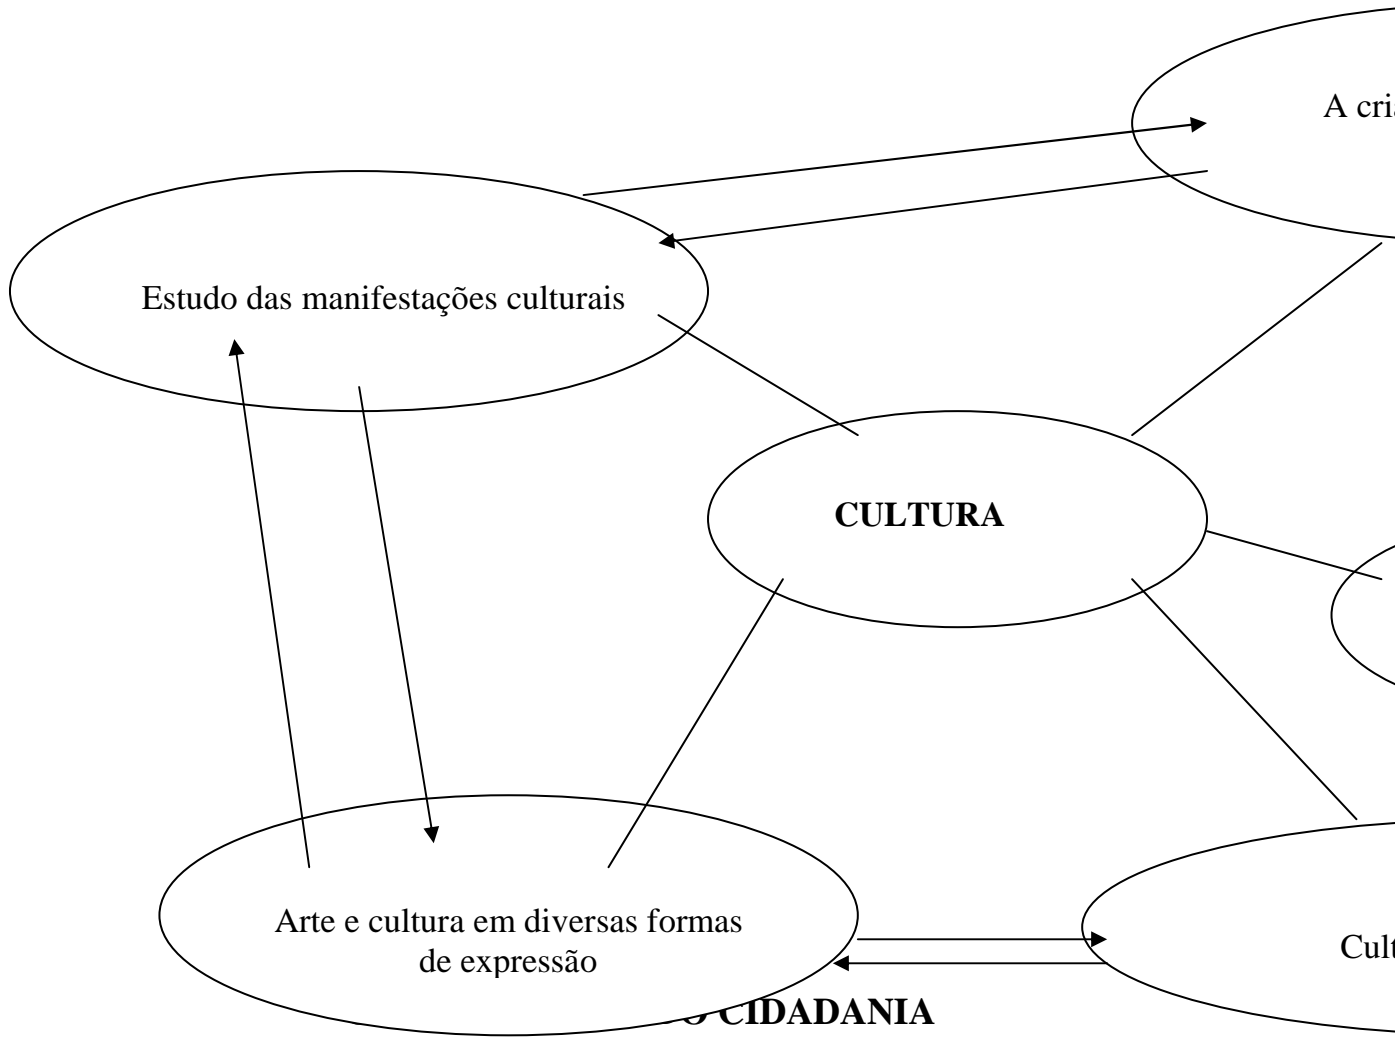 A cri
Estudo das manifestações culturais
CULTURA
Arte e cultura em diversas formas
de expressão
Cult
CIDADANIA